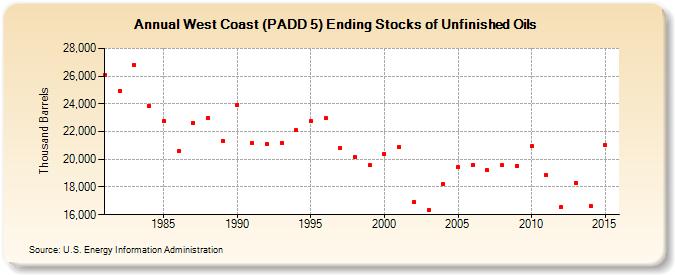 Annual West Coast (PADD 5) Ending Stocks of Unfinished Oils
Thousand Barrels
28,000
26,000
24,000
22,000
20,000
18,000
16,000
1985 1990 1995 2000 2005 2010 2015
Source: U.S. Energy Information Administration